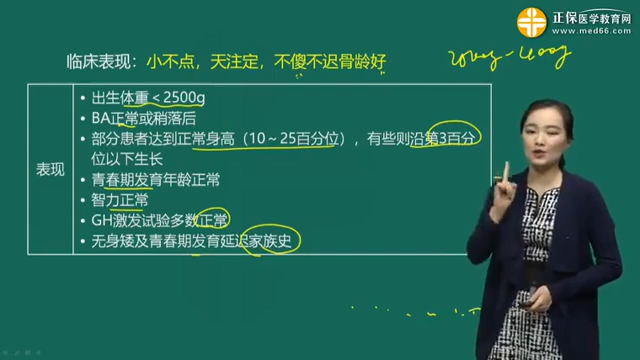 正保医学教育网
www.med66.com
临床表现：小不点，天注定，不傻不迟骨龄好
表现
• 出生体重＜2500g
• BA正常或稍落后
• 部分患者达到正常身高（10～25百分位），有些则沿第3百分
位以下生长
• 青春期发育年龄正常
• 智力正常
• GH激发试验多数正常
• 无身矮及青春期发育延迟家族史